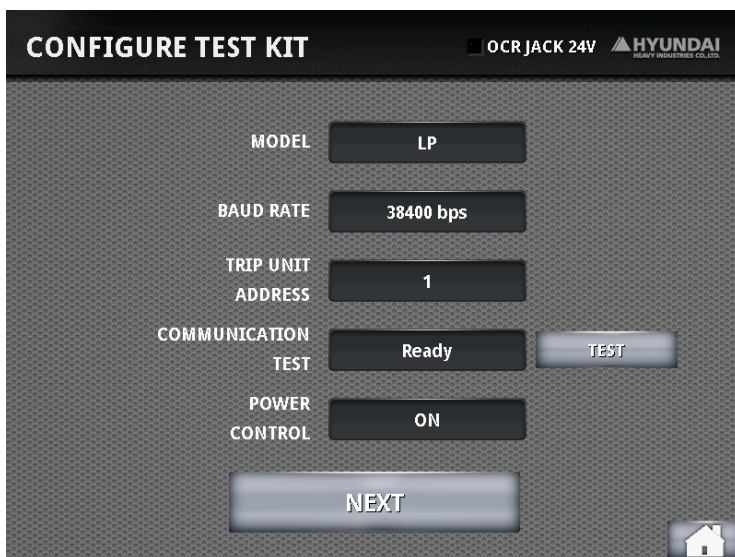 CONFIGURE TEST KIT
OCR JACK 24V
HYUNDAI
HEAVY INDUSTRIES CO.,LTD.
MODEL
LP
BAUD RATE
38400 bps
TRIP UNIT
ADDRESS
1
COMMUNICATION
TEST
Ready
TEST
POWER
CONTROL
ON
NEXT